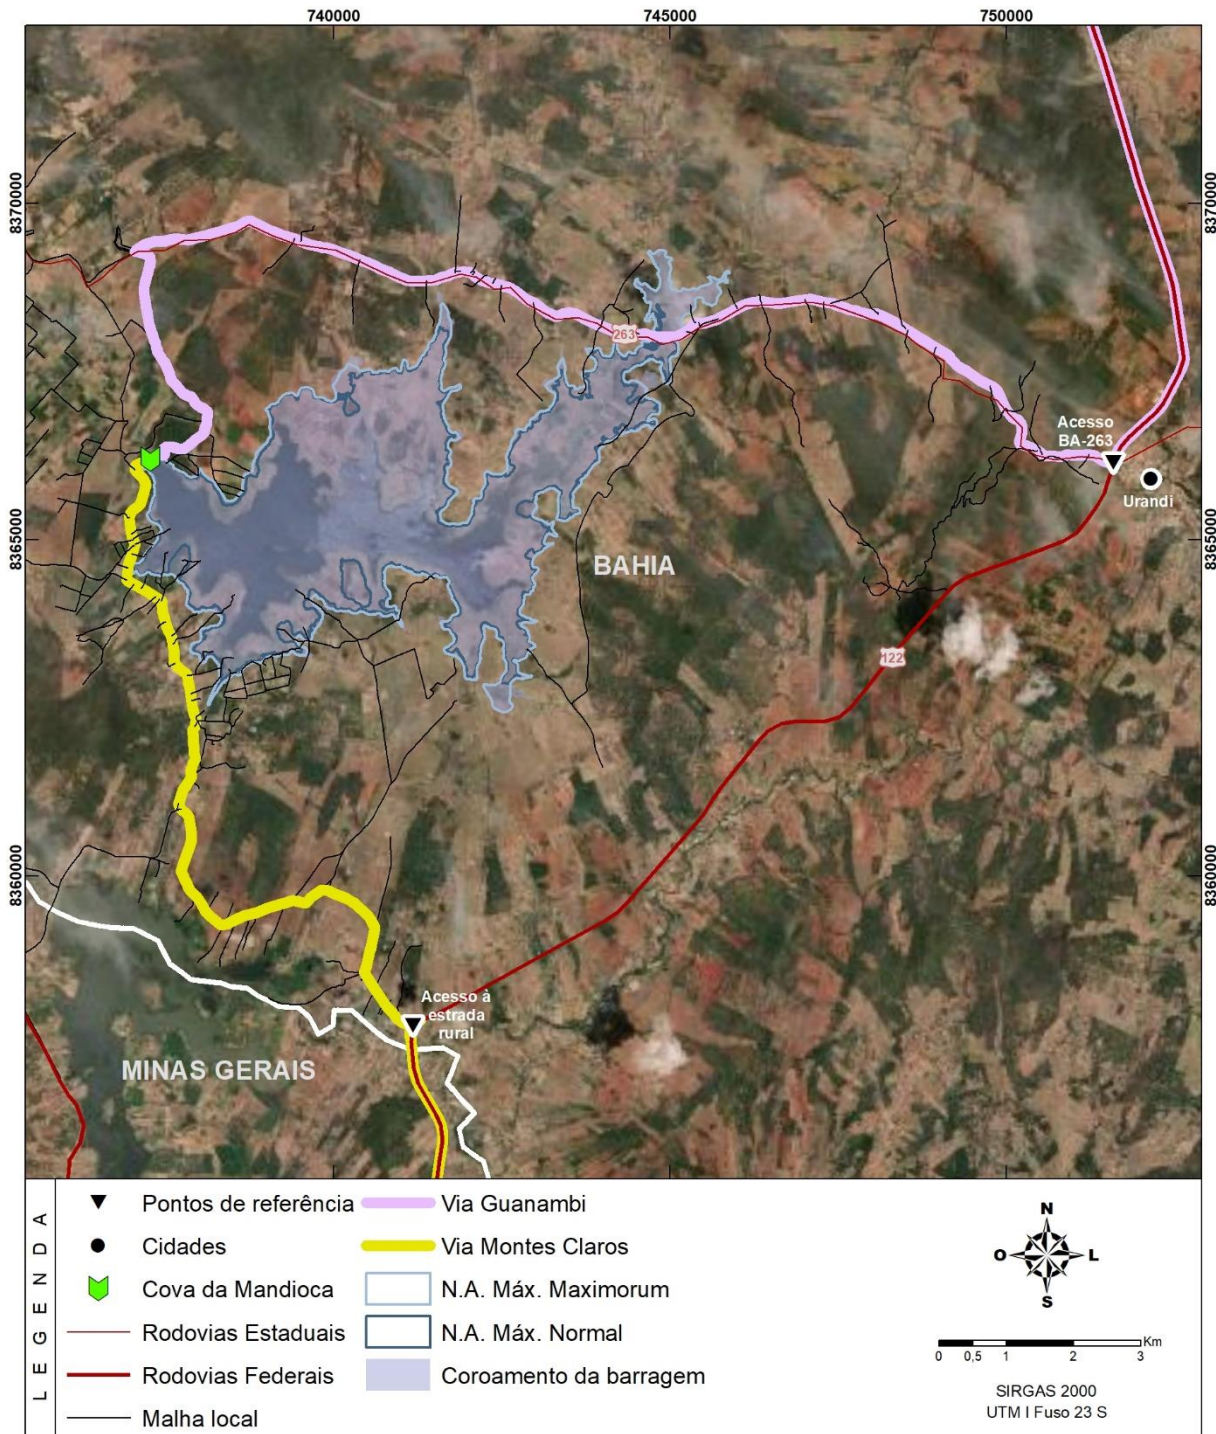 740000
745000
750000
8370000
8370000
263
Acesso
BA-263
Urandi
8365000
8365000
BAHIA
122
8360000
8360000
Acesso à
estrada
rural
MINAS GERAIS
LEGENDA
Pontos de referência
Cidades
Cova da Mandioca
Rodovias Estaduais
Rodovias Federais
Malha local
Via Guanambi
Via Montes Claros
N.A. Máx. Maximorum
N.A. Máx. Normal
Coroamento da barragem
N
O
L
S
Km
0 0,5 1 2 3
SIRGAS 2000
UTM I Fuso 23 S